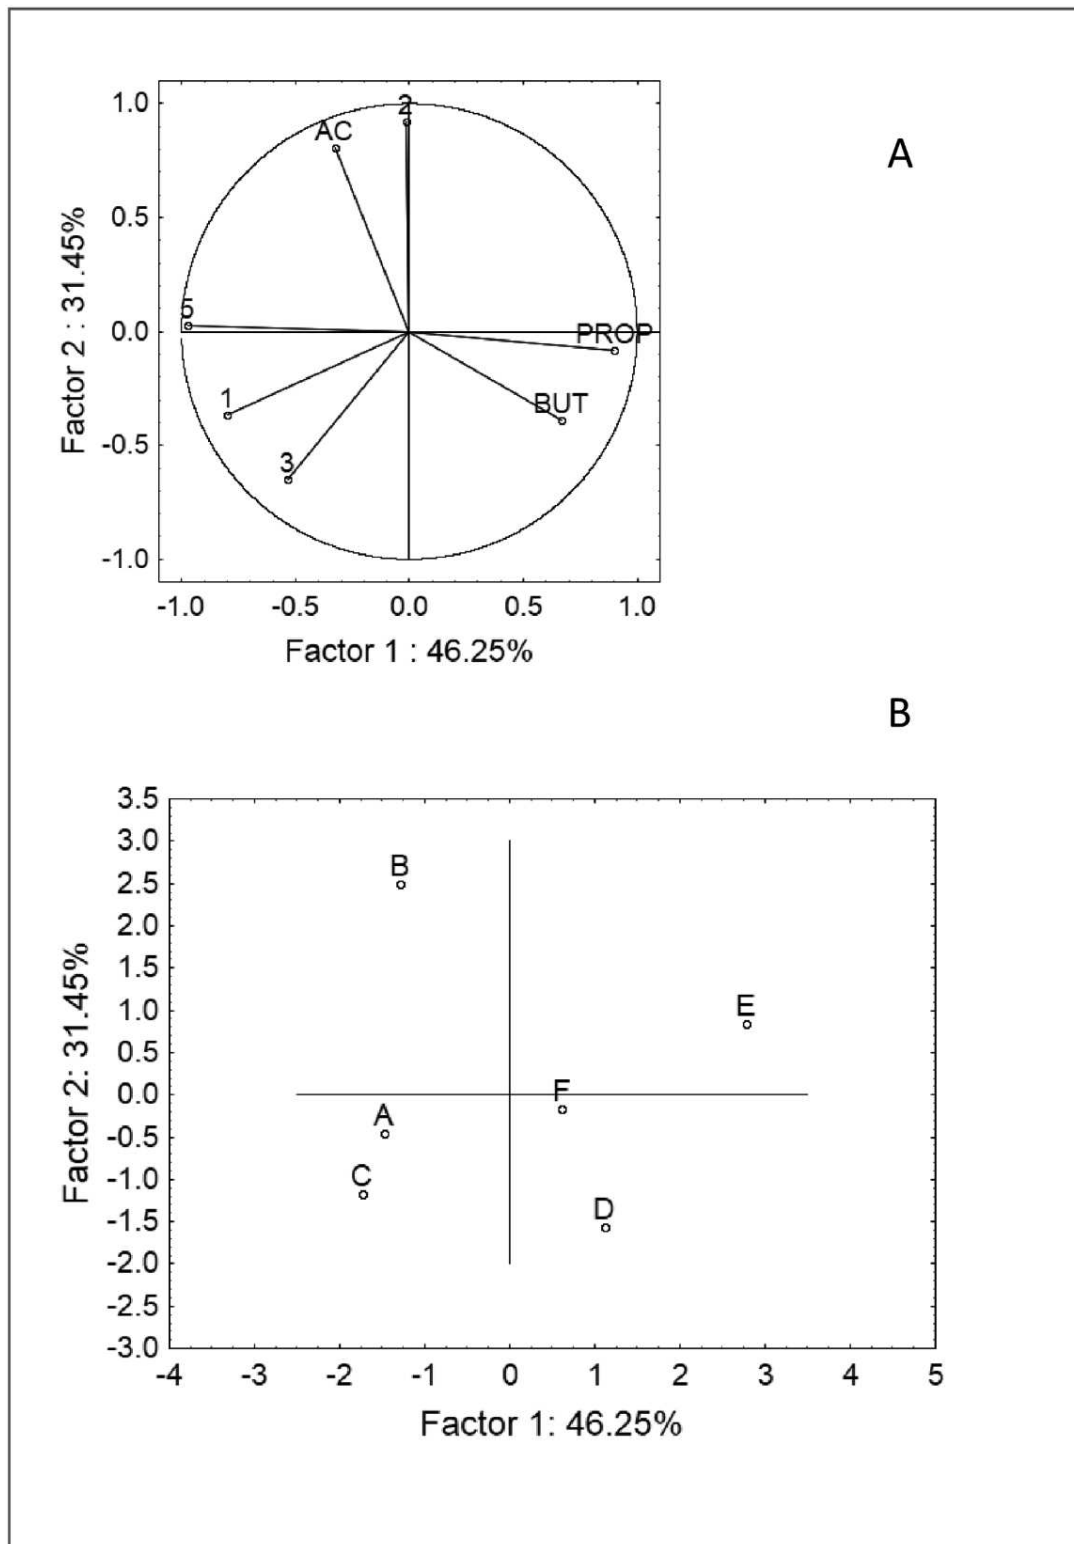 A
1.0
0.5
0.0
-0.5
-1.0
Factor 2 : 31.45%
2
AC
5
PROP
1
BUT
3
-1.0 -0.5 0.0 0.5 1.0
Factor 1 : 46.25%
B
3.5
3.0
2.5
2.0
1.5
1.0
0.5
0.0
-0.5
-1.0
-1.5
-2.0
-2.5
-3.0
Factor 2: 31.45%
B
E
F
A
C
D
-4 -3 -2 -1 0 1 2 3 4 5
Factor 1: 46.25%